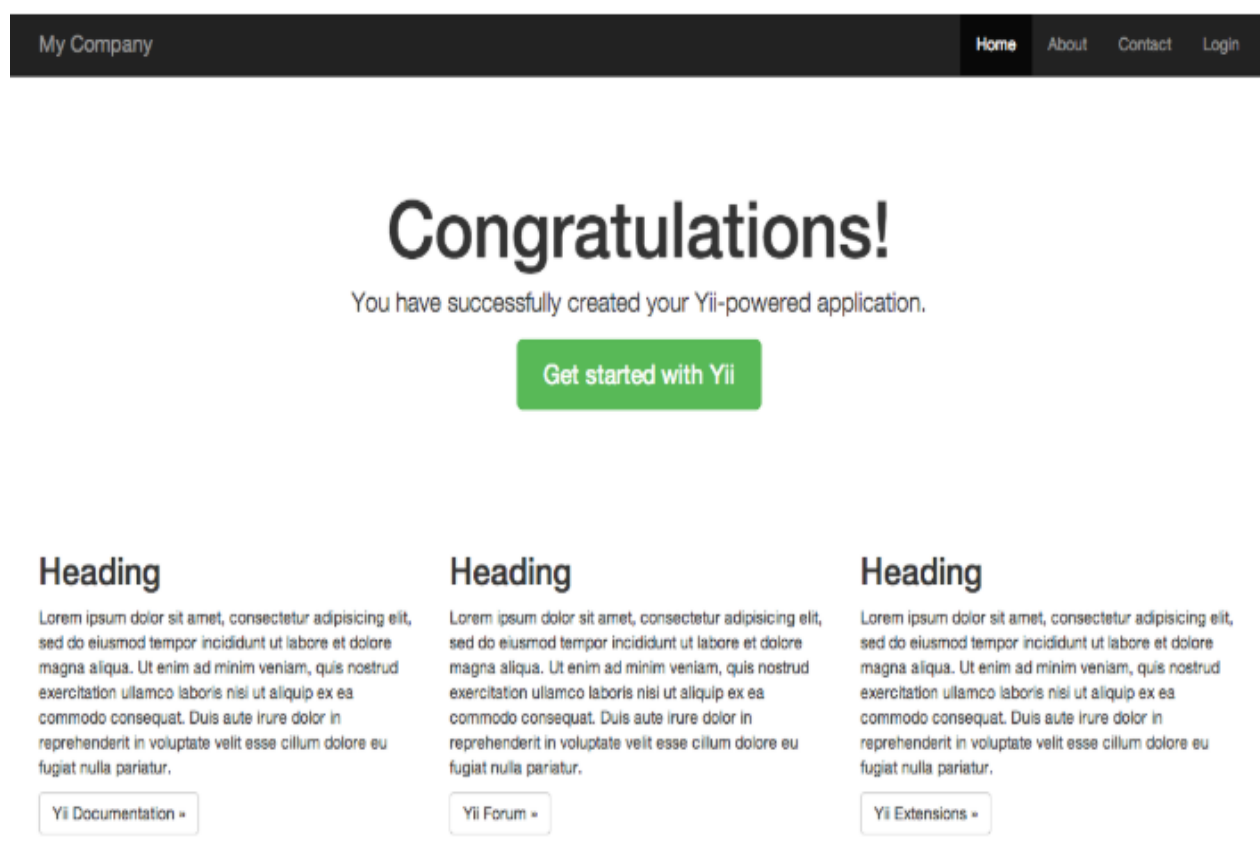 My Company
Home About Contact Login
Congratulations!
You have successfully created your Yii-powered application.
Get started with Yii
Heading
Lorem ipsum dolor sit amet, consectetur adipisicing elit,
sed do eiusmod tempor incididunt ut labore et dolore
magna aliqua. Ut enim ad minim veniam, quis nostrud
exercitation ullamco laboris nisi ut aliquip ex ea
commodo consequat. Duis aute irure dolor in
reprehenderit in voluptate velit esse cillum dolore eu
fugiat nulla pariatur.
Yii Documentation »
Heading
Lorem ipsum dolor sit amet, consectetur adipisicing elit,
sed do eiusmod tempor incididunt ut labore et dolore
magna aliqua. Ut enim ad minim veniam, quis nostrud
exercitation ullamco laboris nisi ut aliquip ex ea
commodo consequat. Duis aute irure dolor in
reprehenderit in voluptate velit esse cillum dolore eu
fugiat nulla pariatur.
Yii Forum »
Heading
Lorem ipsum dolor sit amet, consectetur adipisicing elit,
sed do eiusmod tempor incididunt ut labore et dolore
magna aliqua. Ut enim ad minim veniam, quis nostrud
exercitation ullamco laboris nisi ut aliquip ex ea
commodo consequat. Duis aute irure dolor in
reprehenderit in voluptate velit esse cillum dolore eu
fugiat nulla pariatur.
Yii Extensions »